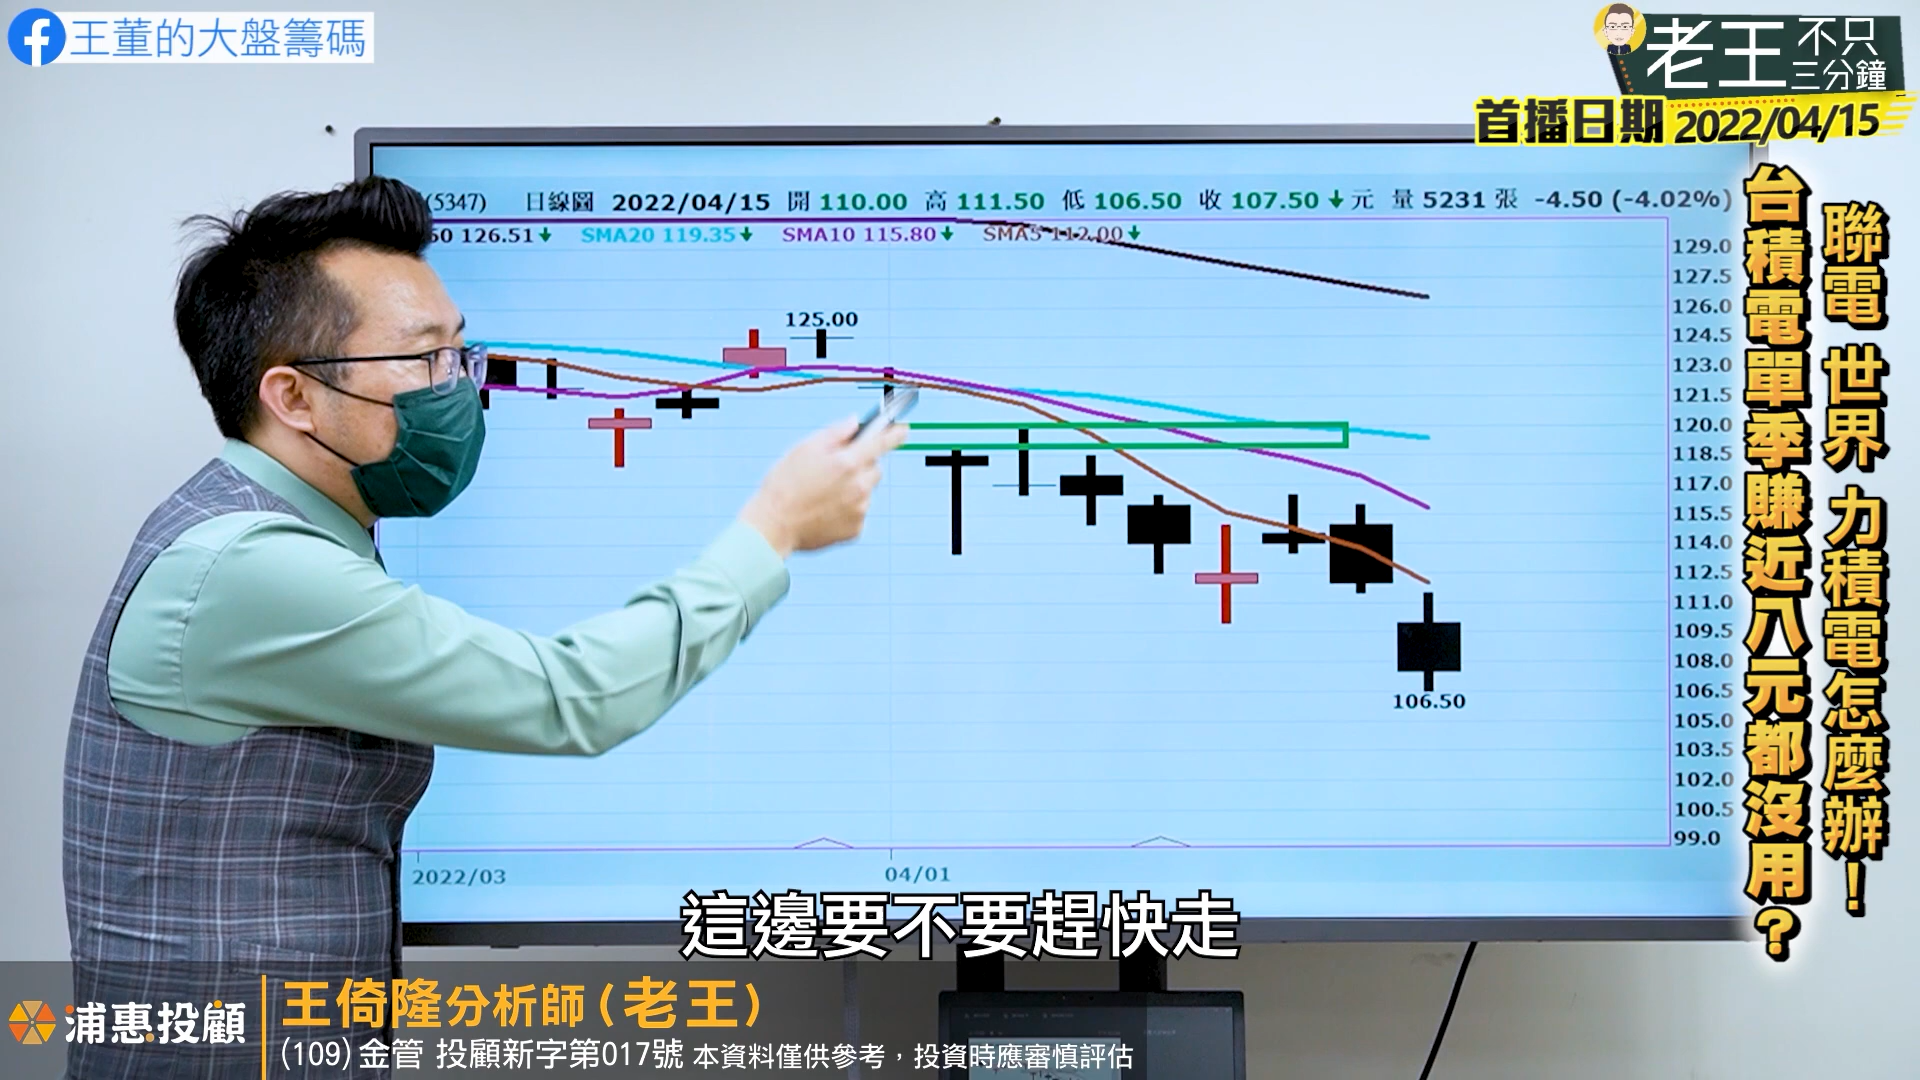 王董的大盤籌碼
老王不只三分鐘
首播日期 2022/04/15
聯電 世界 力積電怎麼辦！
台積電單季賺近八元都沒用？
(5347) 日線圖 2022/04/15 開 110.00 高 111.50 低 106.50 收 107.50↓元 量 5231 張 -4.50 (-4.02%)
60 126.51↓ SMA20 119.35↓ SMA10 115.80↓ SMA5 112.00↓
129.0
127.5
126.0
125.00
124.5
123.0
121.5
120.0
118.5
117.0
115.5
114.0
112.5
111.0
109.5
108.0
106.5
106.50
105.0
103.5
102.0
100.5
99.0
2022/03
04/01
這邊要不要趕快走
浦惠投顧
王倚隆分析師(老王)
(109) 金管 投顧新字第017號 本資料僅供參考，投資時應審慎評估